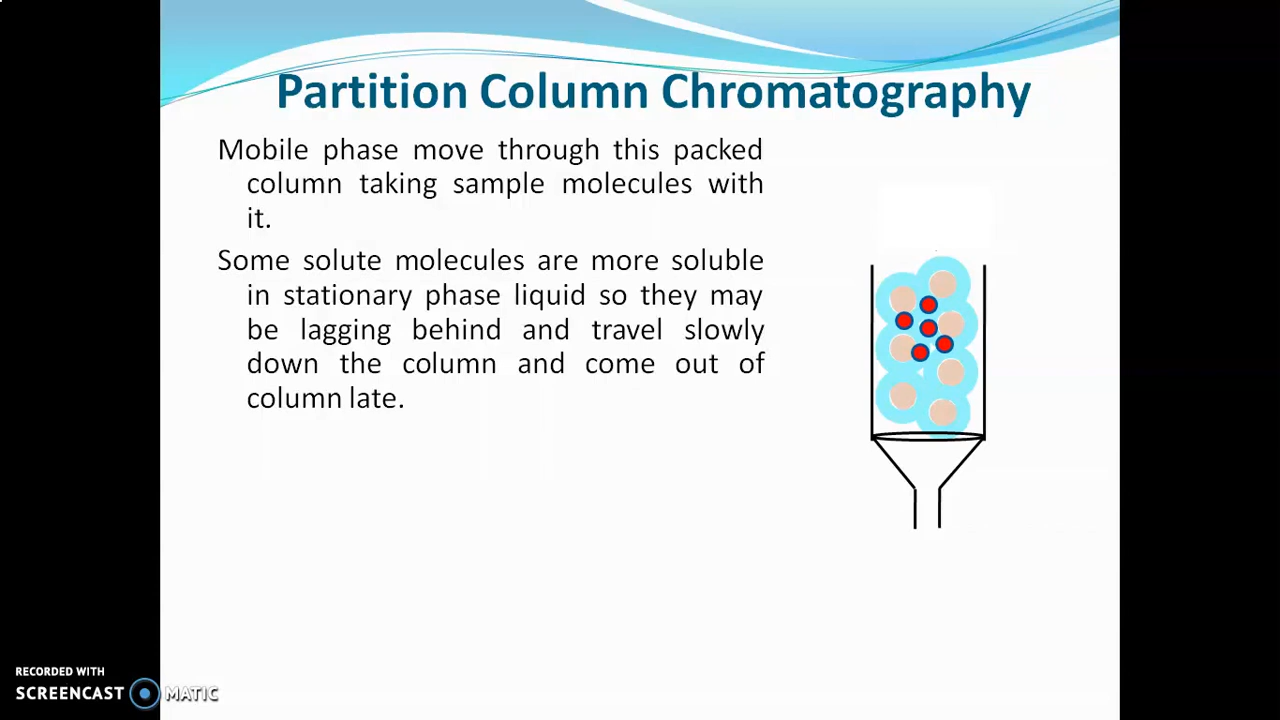 Partition Column Chromatography
Mobile phase move through this packed
column taking sample molecules with
it.
Some solute molecules are more soluble
in stationary phase liquid so they may
be lagging behind and travel slowly
down the column and come out of
column late.
RECORDED WITH
SCREENCAST MATIC